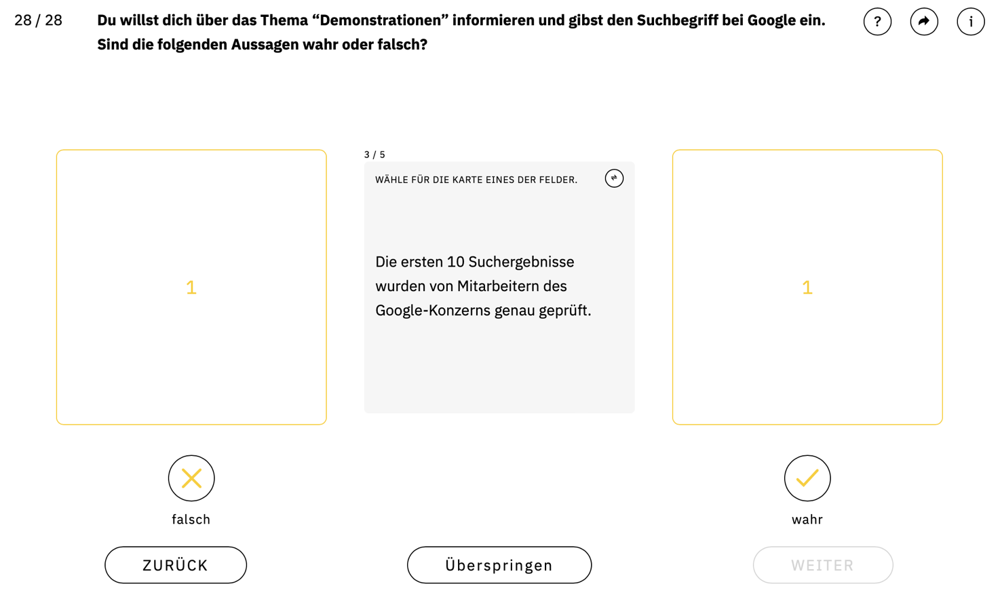 28 / 28
Du willst dich über das Thema “Demonstrationen” informieren und gibst den Suchbegriff bei Google ein.
Sind die folgenden Aussagen wahr oder falsch?
?
i
3 / 5
WÄHLE FÜR DIE KARTE EINES DER FELDER.
Die ersten 10 Suchergebnisse
wurden von Mitarbeitern des
Google-Konzerns genau geprüft.
1
1
falsch
wahr
ZURÜCK
Überspringen
WEITER